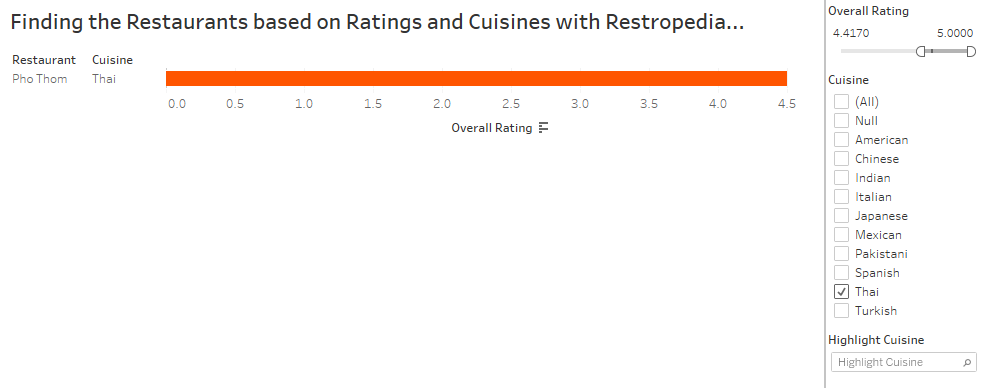 Finding the Restaurants based on Ratings and Cuisines with Restropedia...
Restaurant Cuisine
Pho Thom Thai
0.0 0.5 1.0 1.5 2.0 2.5 3.0 3.5 4.0 4.5
Overall Rating
Overall Rating
4.4170 5.0000
Cuisine
(All)
Null
American
Chinese
Indian
Italian
Japanese
Mexican
Pakistani
Spanish
Thai
Turkish
Highlight Cuisine
Highlight Cuisine